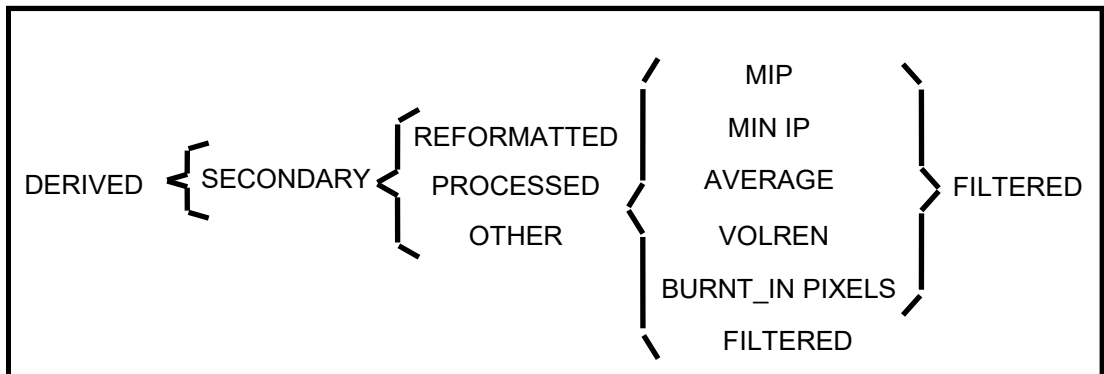 DERIVED
SECONDARY
REFORMATTED
PROCESSED
OTHER
MIP
MIN IP
AVERAGE
VOLREN
BURNT_IN PIXELS
FILTERED
FILTERED